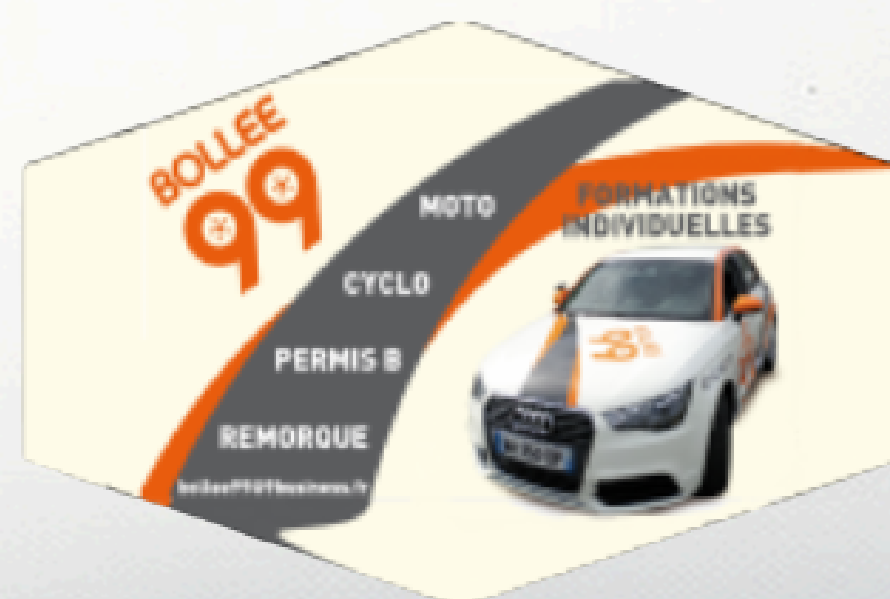 BOLLEE
99
MOTO
FORMATIONS
INDIVIDUELLES
CYCLO
PERMIS B
REMORQUE